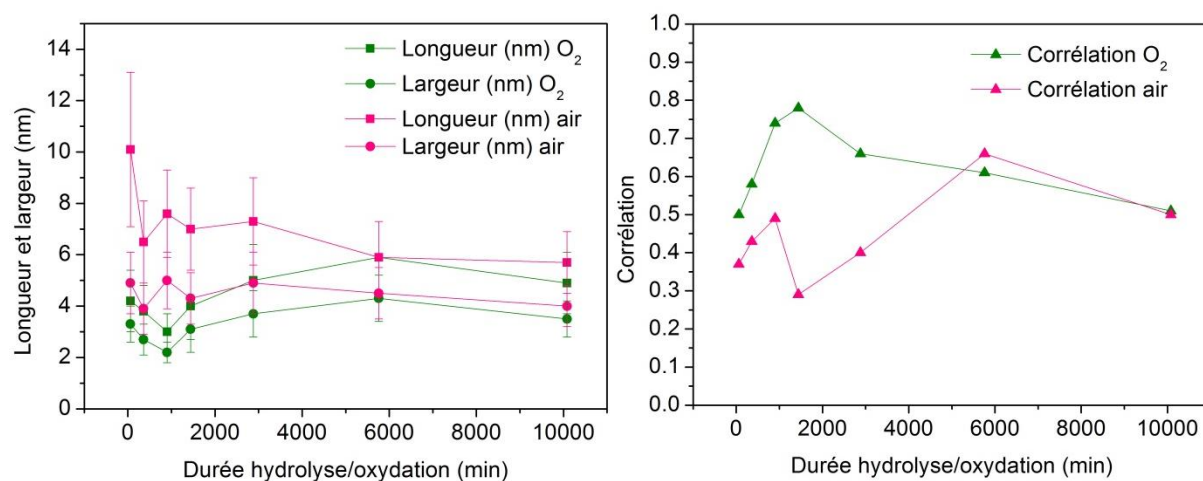 Longueur et largeur (nm)
14
12
10
8
6
4
2
0
Longueur (nm) O₂
Largeur (nm) O₂
Longueur (nm) air
Largeur (nm) air
0 2000 4000 6000 8000 10000
Durée hydrolyse/oxydation (min)
Corrélation
1.0
0.9
0.8
0.7
0.6
0.5
0.4
0.3
0.2
0.1
0.0
Corrélation O₂
Corrélation air
0 2000 4000 6000 8000 10000
Durée hydrolyse/oxydation (min)